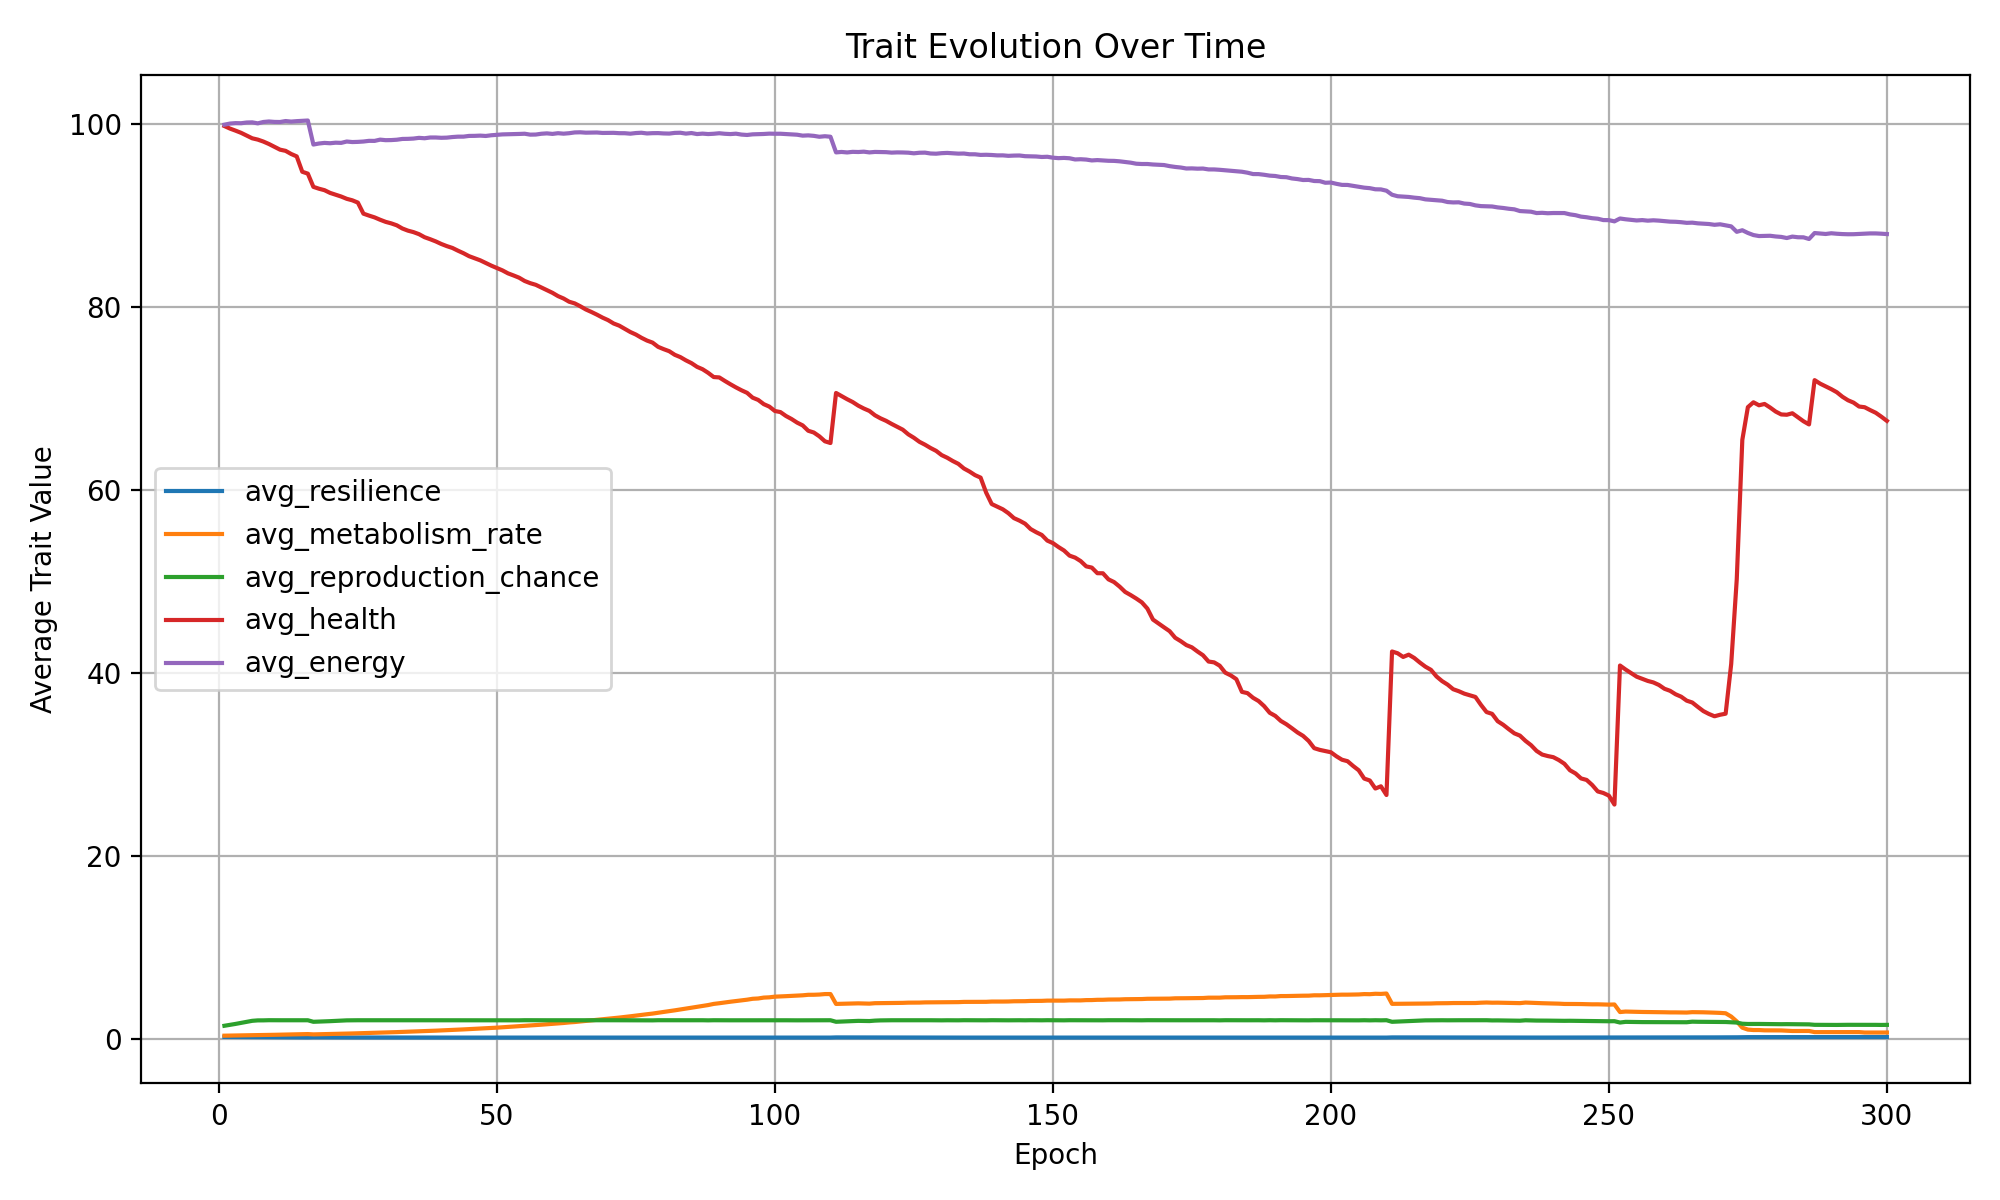 Trait Evolution Over Time
Average Trait Value
100
80
60
40
20
0
avg_resilience
avg_metabolism_rate
avg_reproduction_chance
avg_health
avg_energy
0 50 100 150 200 250 300
Epoch